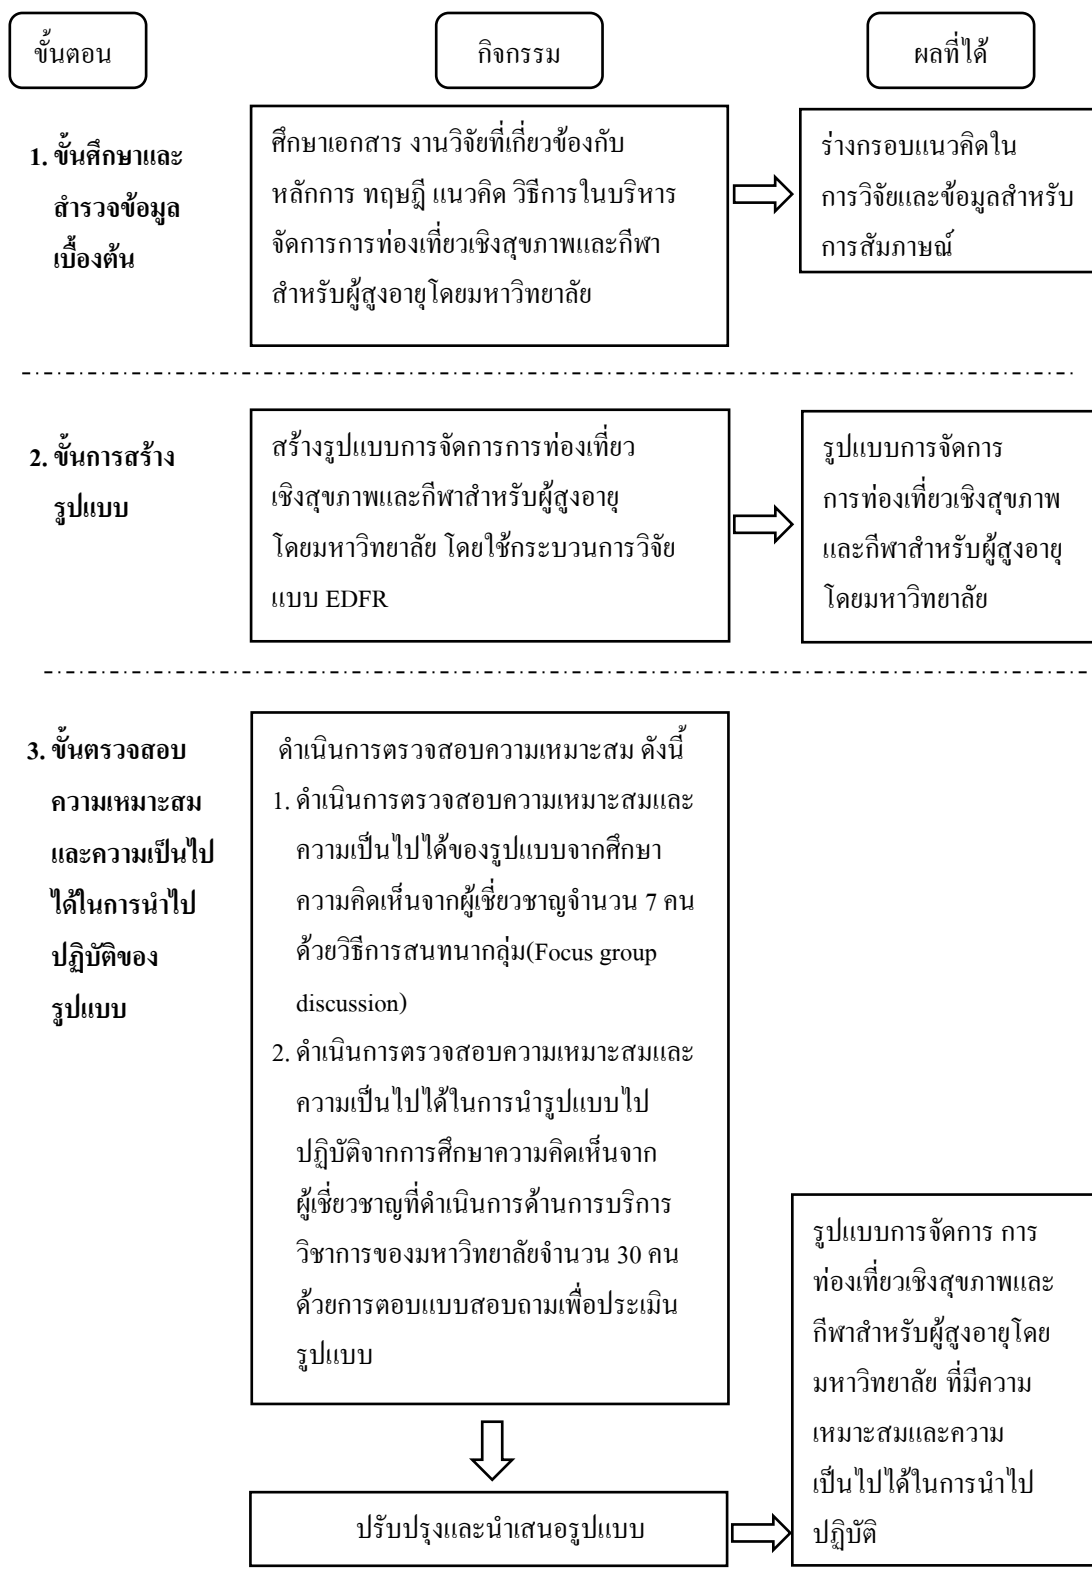 ขั้นตอน
กิจกรรม
ผลที่ได้
1. ขั้นศึกษาและ
สำรวจข้อมูล
เบื้องต้น
ศึกษาเอกสาร งานวิจัยที่เกี่ยวข้องกับ
หลักการ ทฤษฎี แนวคิด วิธีการในบริหาร
จัดการการท่องเที่ยวเชิงสุขภาพและกีฬา
สำหรับผู้สูงอายุโดยมหาวิทยาลัย
ร่างกรอบแนวคิดใน
การวิจัยและข้อมูลสำหรับ
การสัมภาษณ์
2. ขั้นการสร้าง
รูปแบบ
สร้างรูปแบบการจัดการการท่องเที่ยว
เชิงสุขภาพและกีฬาสำหรับผู้สูงอายุ
โดยมหาวิทยาลัย โดยใช้กระบวนการวิจัย
แบบ EDFR
รูปแบบการจัดการ
การท่องเที่ยวเชิงสุขภาพ
และกีฬาสำหรับผู้สูงอายุ
โดยมหาวิทยาลัย
3. ขั้นตรวจสอบ
ความเหมาะสม
และความเป็นไป
ได้ในการนำไป
ปฏิบัติของ
รูปแบบ
ดำเนินการตรวจสอบความเหมาะสม ดังนี้
1. ดำเนินการตรวจสอบความเหมาะสมและ
ความเป็นไปได้ของรูปแบบจากศึกษา
ความคิดเห็นจากผู้เชี่ยวชาญจำนวน 7 คน
ด้วยวิธีการสนทนากลุ่ม(Focus group
discussion)
2. ดำเนินการตรวจสอบความเหมาะสมและ
ความเป็นไปได้ในการนำรูปแบบไป
ปฏิบัติจากการศึกษาความคิดเห็นจาก
ผู้เชี่ยวชาญที่ดำเนินการด้านการบริการ
วิชาการของมหาวิทยาลัยจำนวน 30 คน
ด้วยการตอบแบบสอบถามเพื่อประเมิน
รูปแบบ
ปรับปรุงและนำเสนอรูปแบบ
รูปแบบการจัดการ การ
ท่องเที่ยวเชิงสุขภาพและ
กีฬาสำหรับผู้สูงอายุโดย
มหาวิทยาลัย ที่มีความ
เหมาะสมและความ
เป็นไปได้ในการนำไป
ปฏิบัติ